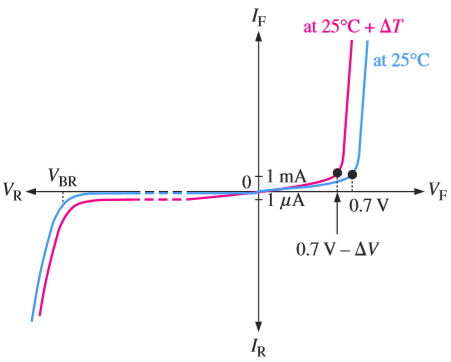 I_F
at 25°C + ΔT
at 25°C
V_BR
0
1 mA
V_R
V_F
1 μA
0.7 V
0.7 V – ΔV
I_R